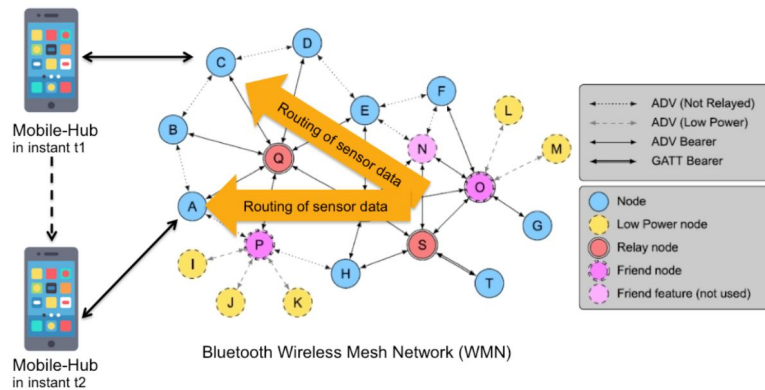 Mobile-Hub
in instant t1
Mobile-Hub
in instant t2
A
B
C
D
E
F
G
H
I
J
K
L
M
N
O
P
Q
S
T
Routing of sensor data
Routing of sensor data
Bluetooth Wireless Mesh Network (WMN)
ADV (Not Relayed)
ADV (Low Power)
ADV Bearer
GATT Bearer
Node
Low Power node
Relay node
Friend node
Friend feature (not used)